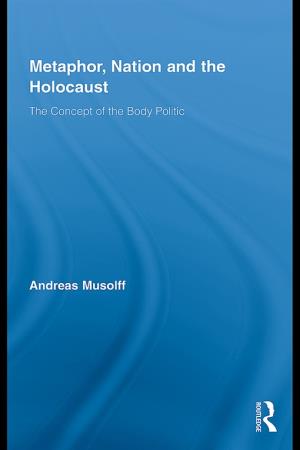 Metaphor, Nation and the
Holocaust
The Concept of the Body Politic
Andreas Musolff
ROUTLEDGE